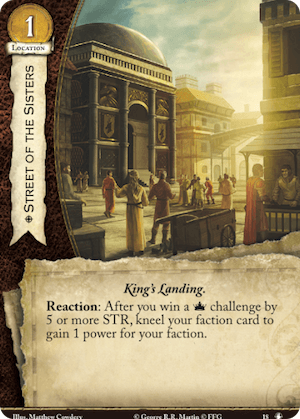 1
LOCATION
STREET OF THE SISTERS
King's Landing.
Reaction: After you win a challenge by
5 or more STR, kneel your faction card to
gain 1 power for your faction.
Illus. Matthew Cowdery
© George R.R. Martin © FFG
18